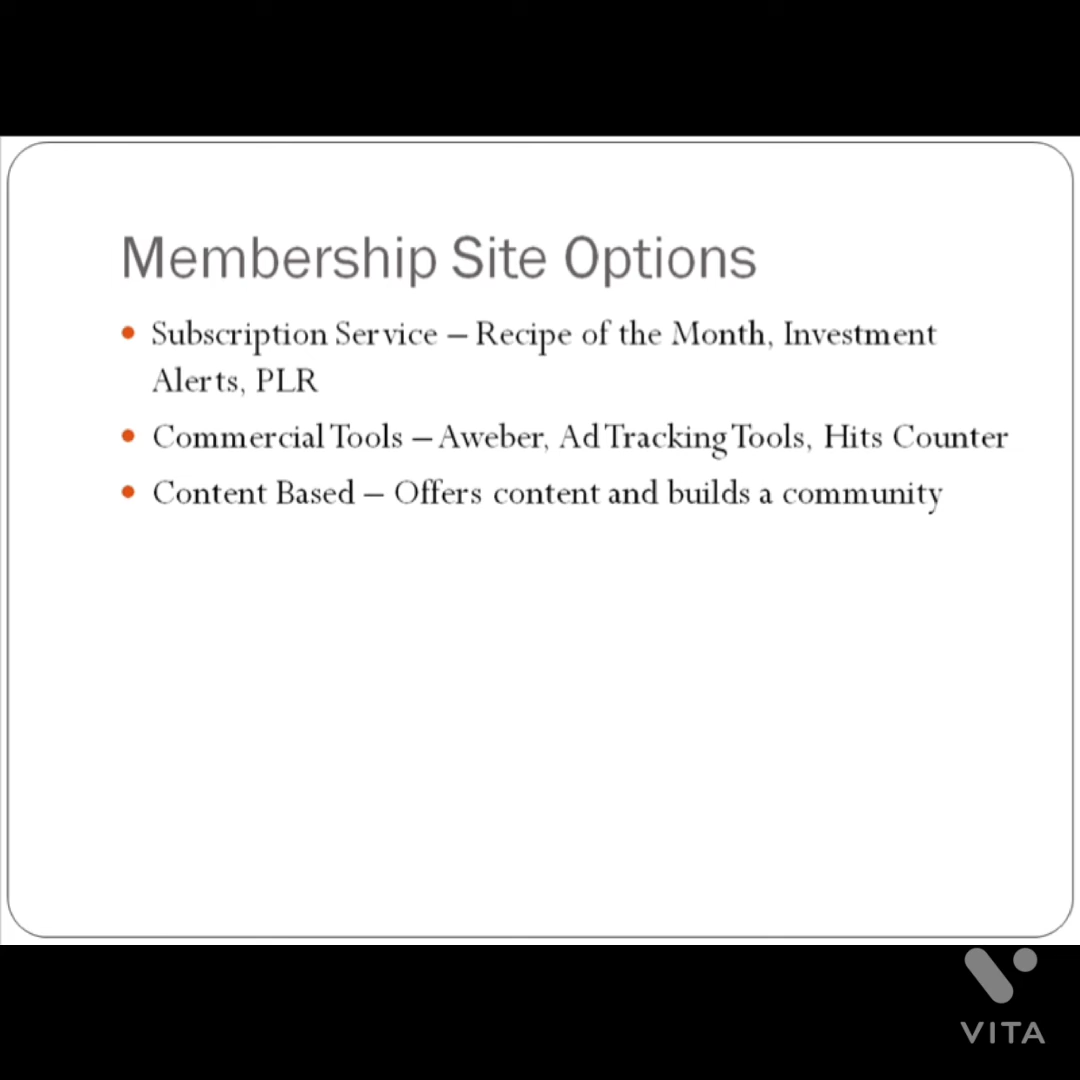 Membership Site Options
Subscription Service – Recipe of the Month, Investment
Alerts, PLR
Commercial Tools – Aweber, Ad Tracking Tools, Hits Counter
Content Based – Offers content and builds a community
VITA